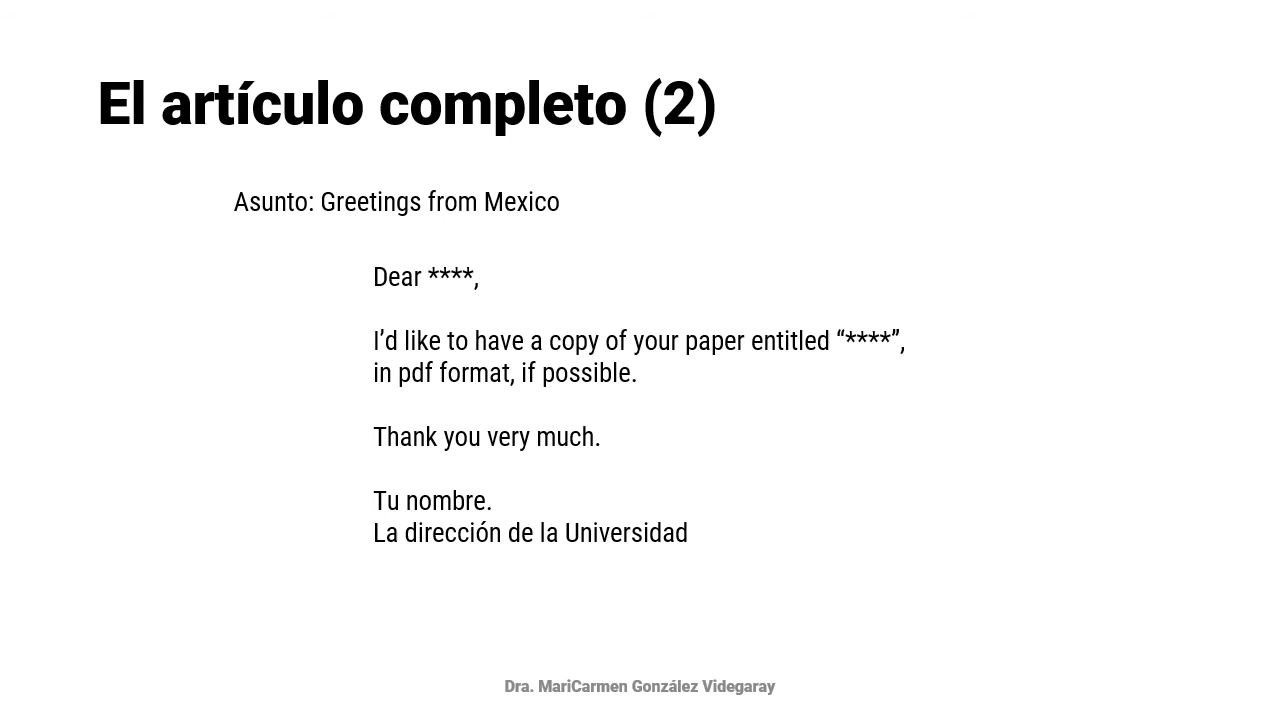 El artículo completo (2)
Asunto: Greetings from Mexico
Dear ****,
I’d like to have a copy of your paper entitled “****”,
in pdf format, if possible.
Thank you very much.
Tu nombre.
La dirección de la Universidad
Dra. MariCarmen González Videgaray